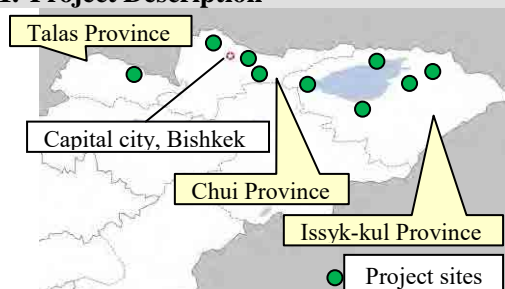 1. Project Description
Talas Province
Capital city, Bishkek
Chui Province
Issyk-kul Province
Project sites